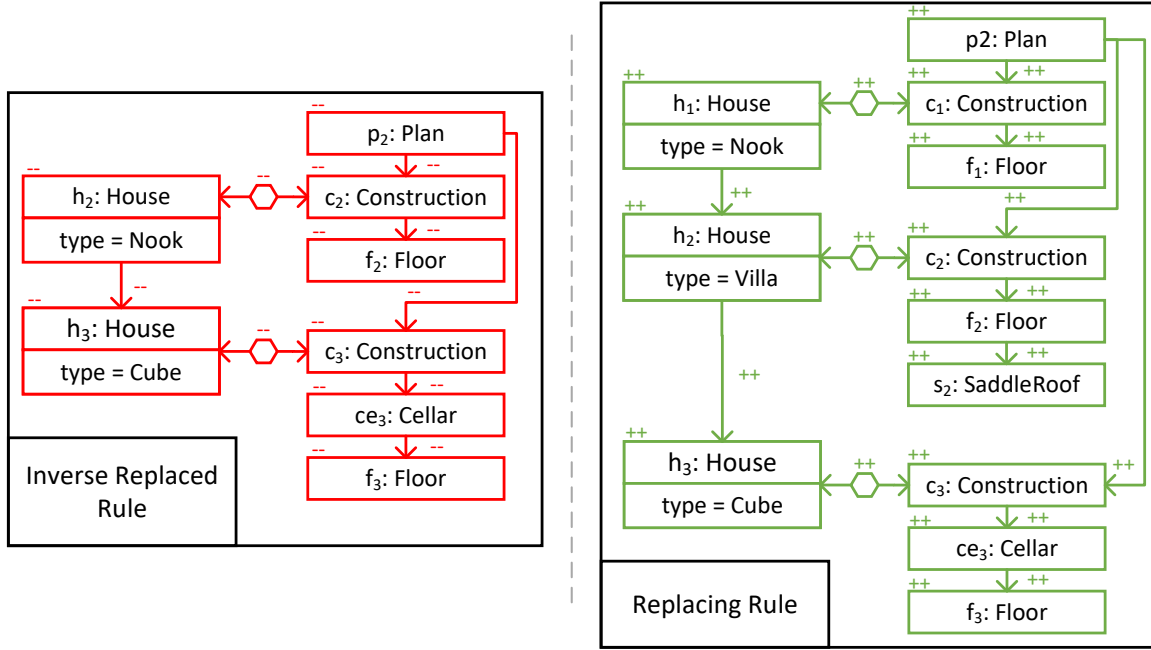 --
p₂: Plan
--
--
--
--
h₂: House
c₂: Construction
type = Nook
--
--
f₂: Floor
--
--
--
--
--
h₃: House
c₃: Construction
type = Cube
--
--
ce₃: Cellar
--
--
f₃: Floor
Inverse Replaced
Rule
++
p2: Plan
++
++
++
++
h₁: House
c₁: Construction
type = Nook
++
++
f₁: Floor
++
++
++
++
++
h₂: House
c₂: Construction
type = Villa
++
++
f₂: Floor
++
++
++
s₂: SaddleRoof
++
++
++
++
h₃: House
c₃: Construction
type = Cube
++
++
ce₃: Cellar
++
++
f₃: Floor
Replacing Rule